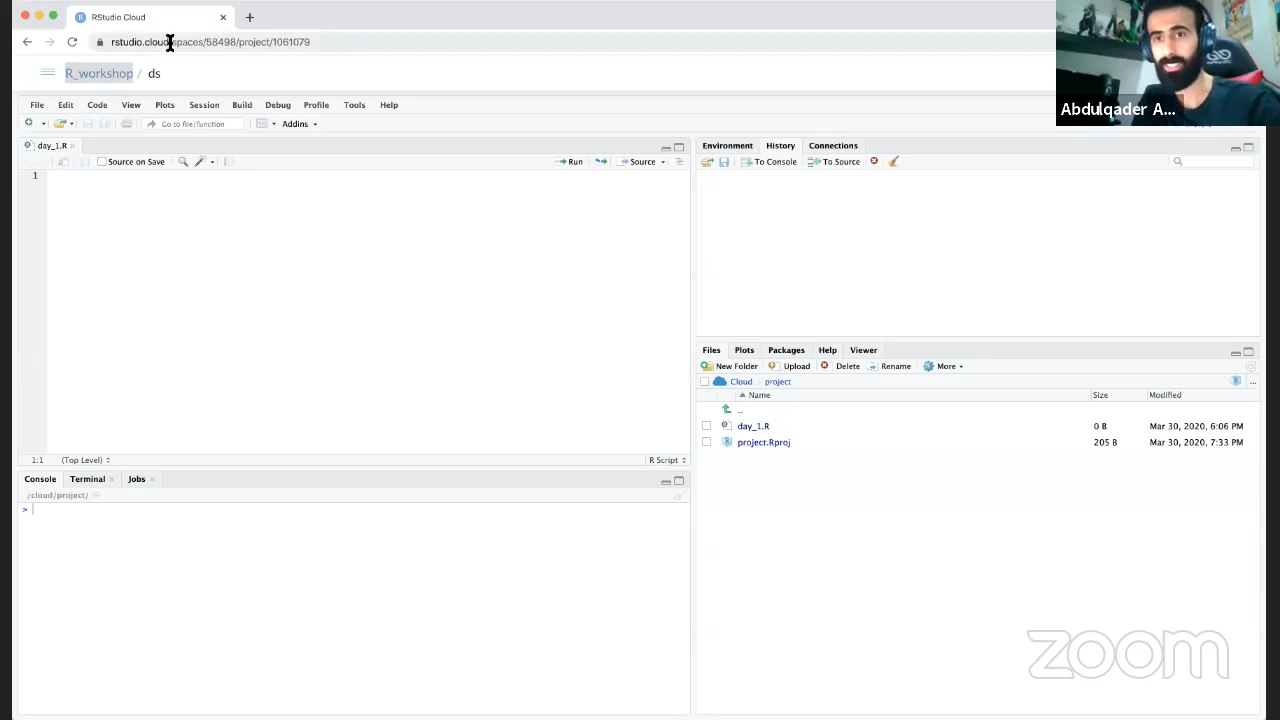 RStudio Cloud
rstudio.cloud/spaces/58498/project/1061079
R_workshop / ds
Abdulqader A...
File Edit Code View Plots Session Build Debug Profile Tools Help
Go to file/function Addins
day_1.R
Source on Save Run Source
1
1:1 (Top Level) R Script
Console Terminal Jobs
/cloud/project/
>
Environment History Connections
To Console To Source
Files Plots Packages Help Viewer
New Folder Upload Delete Rename More
Cloud project ...
Name Size Modified
..
day_1.R 0 B Mar 30, 2020, 6:06 PM
project.Rproj 205 B Mar 30, 2020, 7:33 PM
zoom